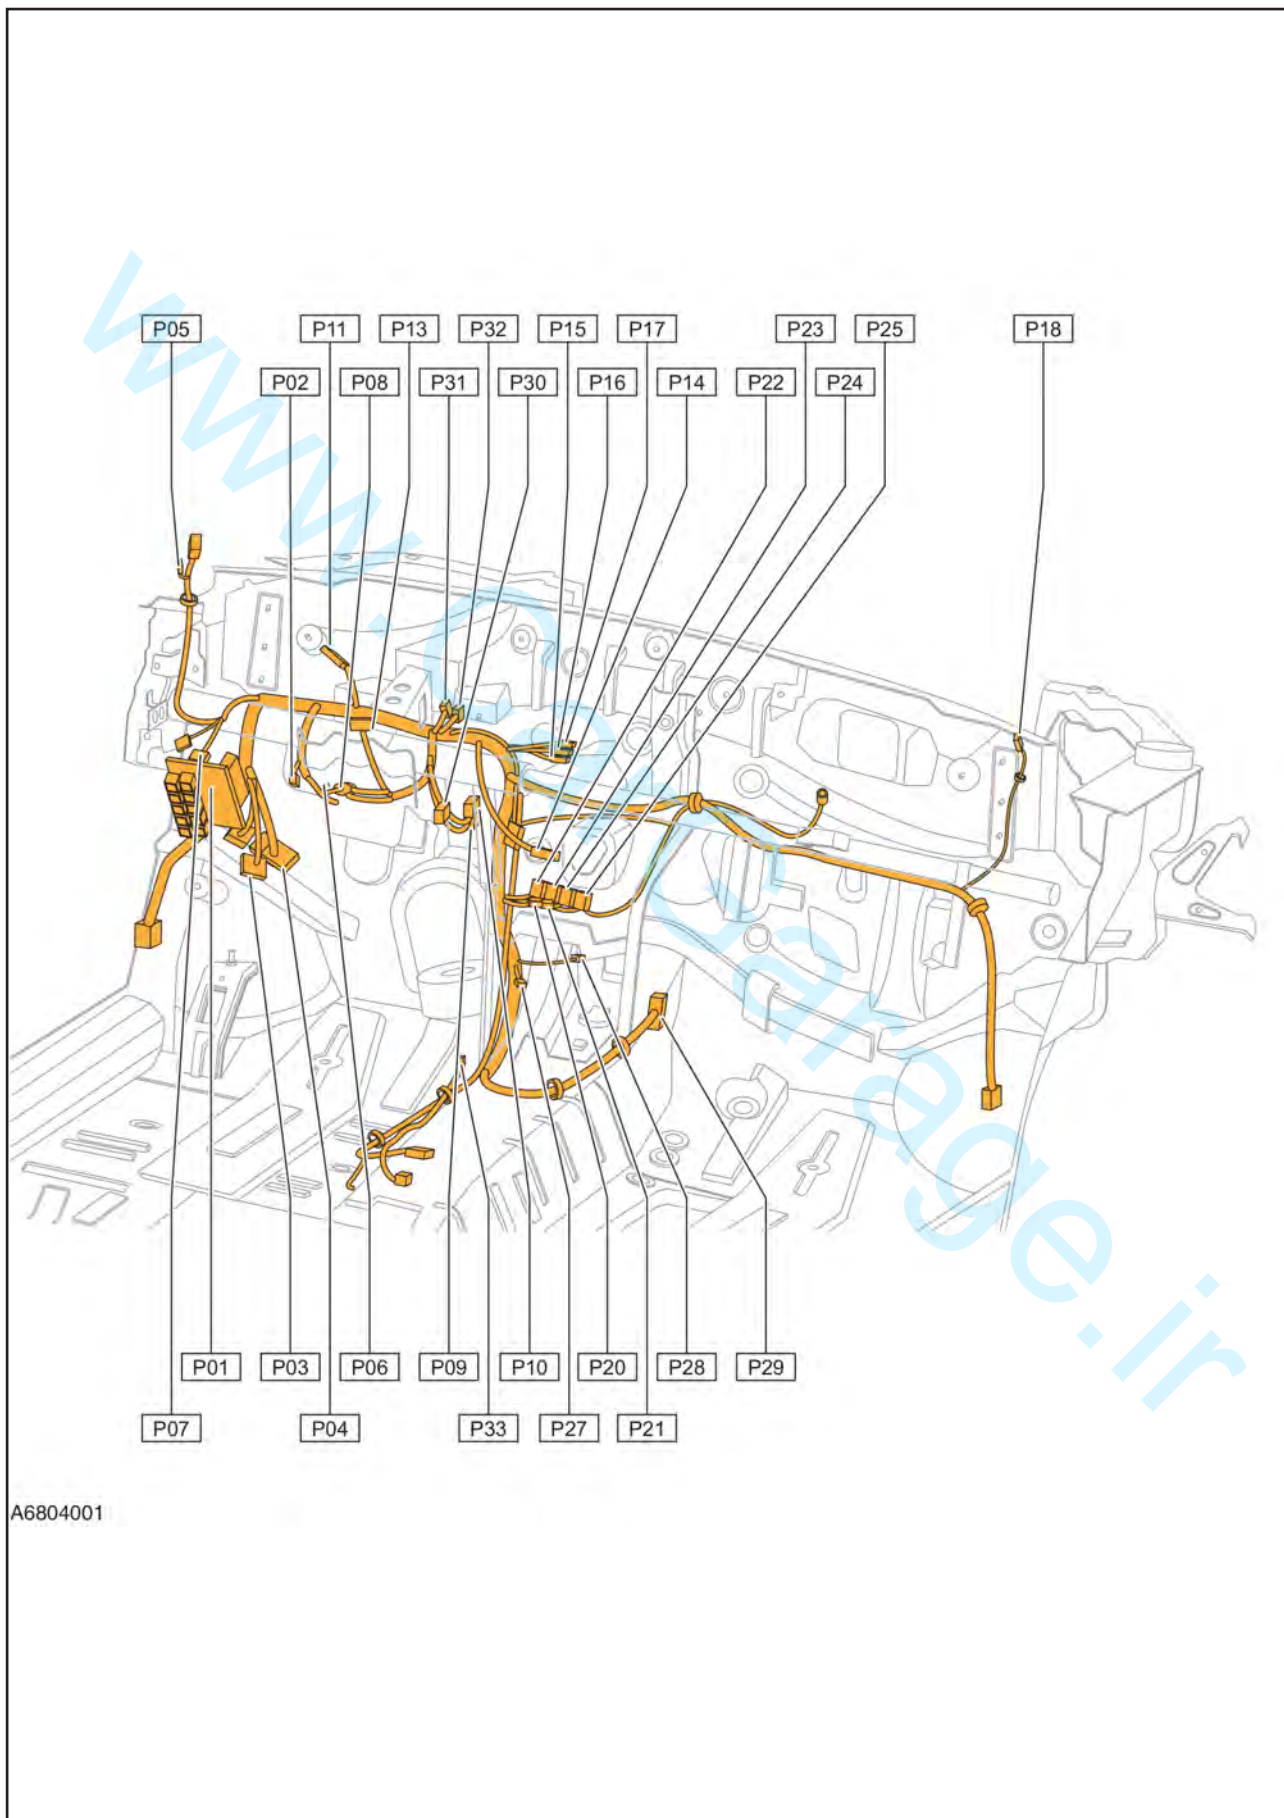 P05 P11 P13 P32 P15 P17 P23 P25 P18
P02 P08 P31 P30 P16 P14 P22 P24
www.CarGarage.ir
P01 P03 P06 P09 P10 P20 P28 P29
P07 P04 P33 P27 P21
A6804001